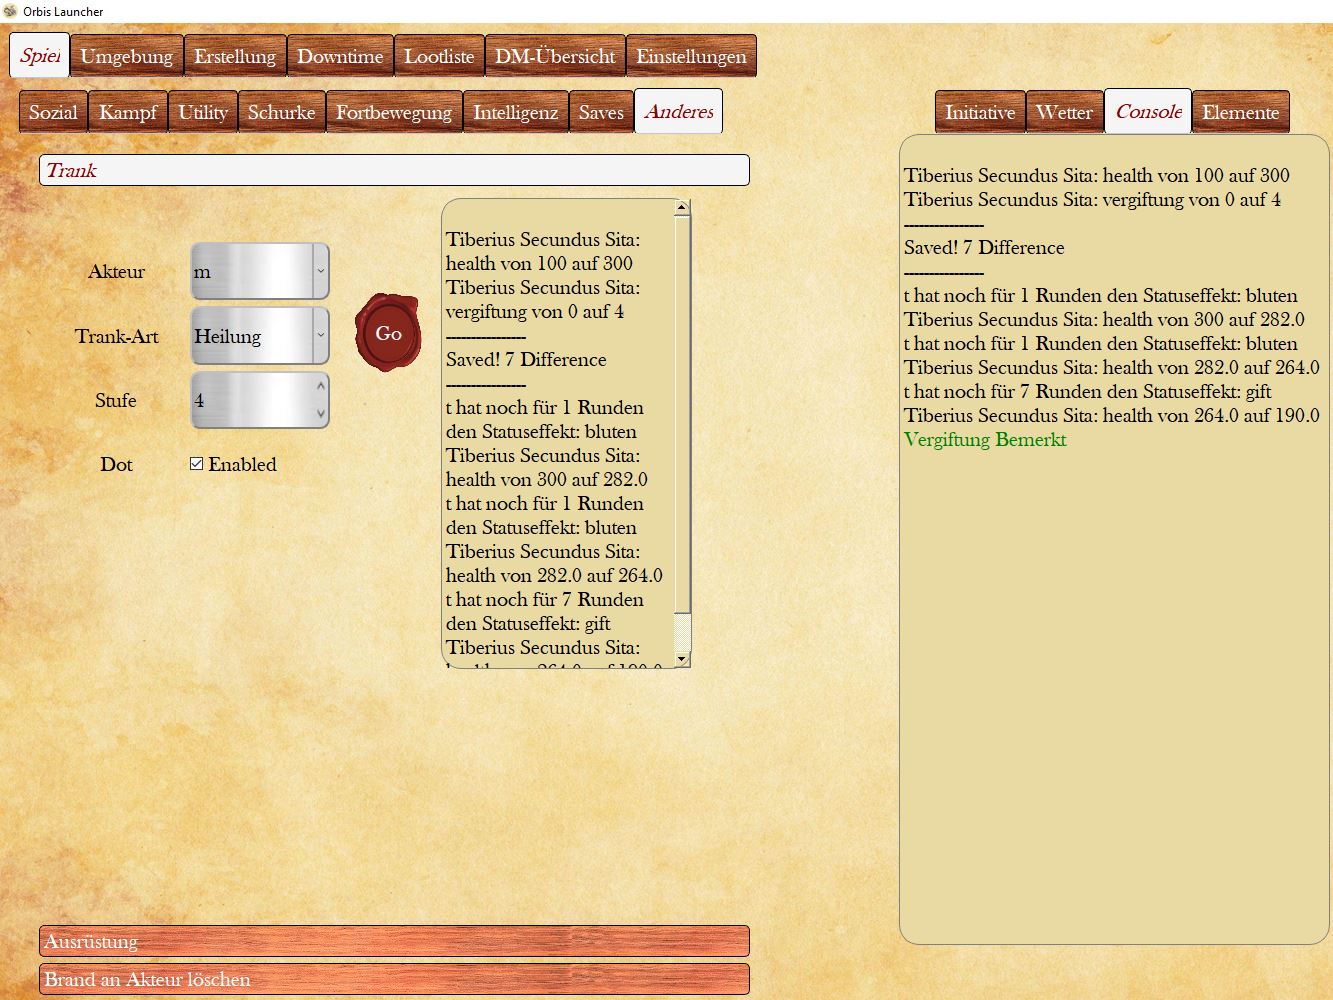 Orbis Launcher
Spiel Umgebung Erstellung Downtime Lootliste DM-Übersicht Einstellungen
Sozial Kampf Utility Schurke Fortbewegung Intelligenz Saves Anderes
Initiative Wetter Console Elemente
Trank
Akteur m
Trank-Art Heilung
Stufe 4
Dot Enabled
Go
Tiberius Secundus Sita:
health von 100 auf 300
Tiberius Secundus Sita:
vergiftung von 0 auf 4
----------------
Saved! 7 Difference
----------------
t hat noch für 1 Runden
den Statuseffekt: bluten
Tiberius Secundus Sita:
health von 300 auf 282.0
t hat noch für 1 Runden
den Statuseffekt: bluten
Tiberius Secundus Sita:
health von 282.0 auf 264.0
t hat noch für 7 Runden
den Statuseffekt: gift
Tiberius Secundus Sita:
health von 264.0 auf 190.0
Tiberius Secundus Sita: health von 100 auf 300
Tiberius Secundus Sita: vergiftung von 0 auf 4
----------------
Saved! 7 Difference
----------------
t hat noch für 1 Runden den Statuseffekt: bluten
Tiberius Secundus Sita: health von 300 auf 282.0
t hat noch für 1 Runden den Statuseffekt: bluten
Tiberius Secundus Sita: health von 282.0 auf 264.0
t hat noch für 7 Runden den Statuseffekt: gift
Tiberius Secundus Sita: health von 264.0 auf 190.0
Vergiftung Bemerkt
Ausrüstung
Brand an Akteur löschen